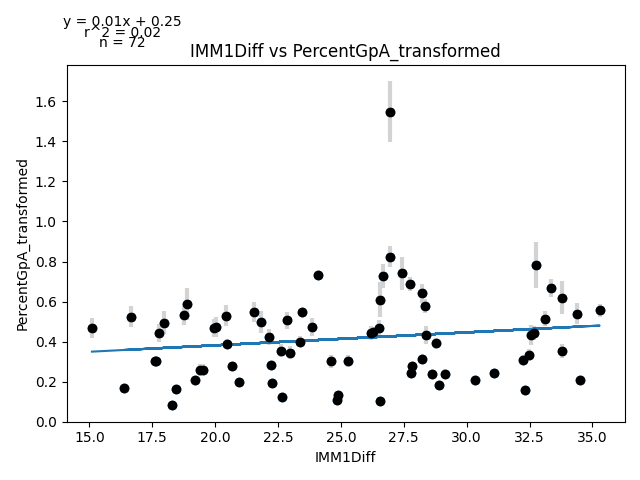 y = 0.01x + 0.25
r^2 = 0.02
n = 72
IMM1Diff vs PercentGpA_transformed
PercentGpA_transformed
1.6
1.4
1.2
1.0
0.8
0.6
0.4
0.2
0.0
15.0 17.5 20.0 22.5 25.0 27.5 30.0 32.5 35.0
IMM1Diff